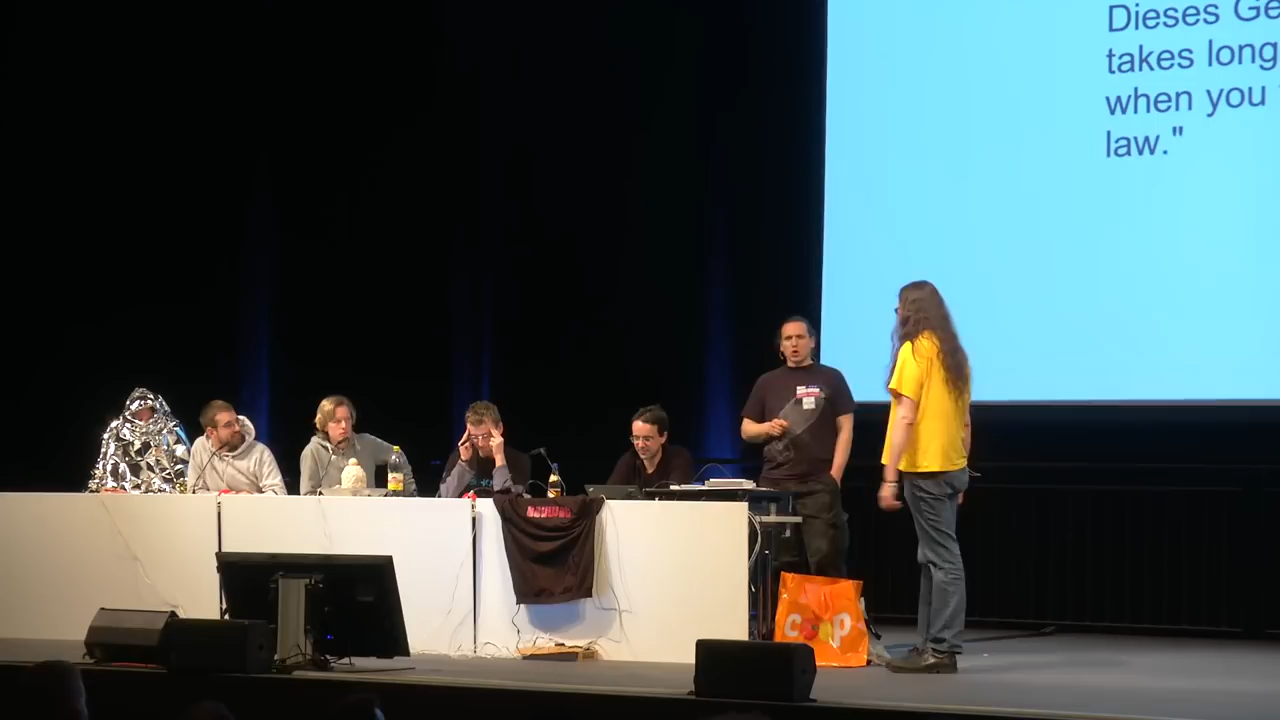 Dieses Ge
takes long
when you
law."
coop